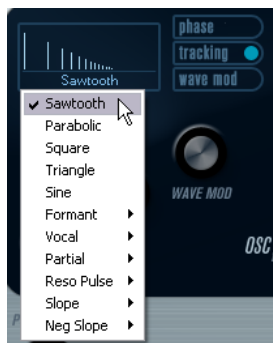 phase
tracking
wave mod
Sawtooth
Sawtooth
Parabolic
Square
Triangle
Sine
Formant
Vocal
Partial
Reso Pulse
Slope
Neg Slope
WAVE MOD
OSC
P